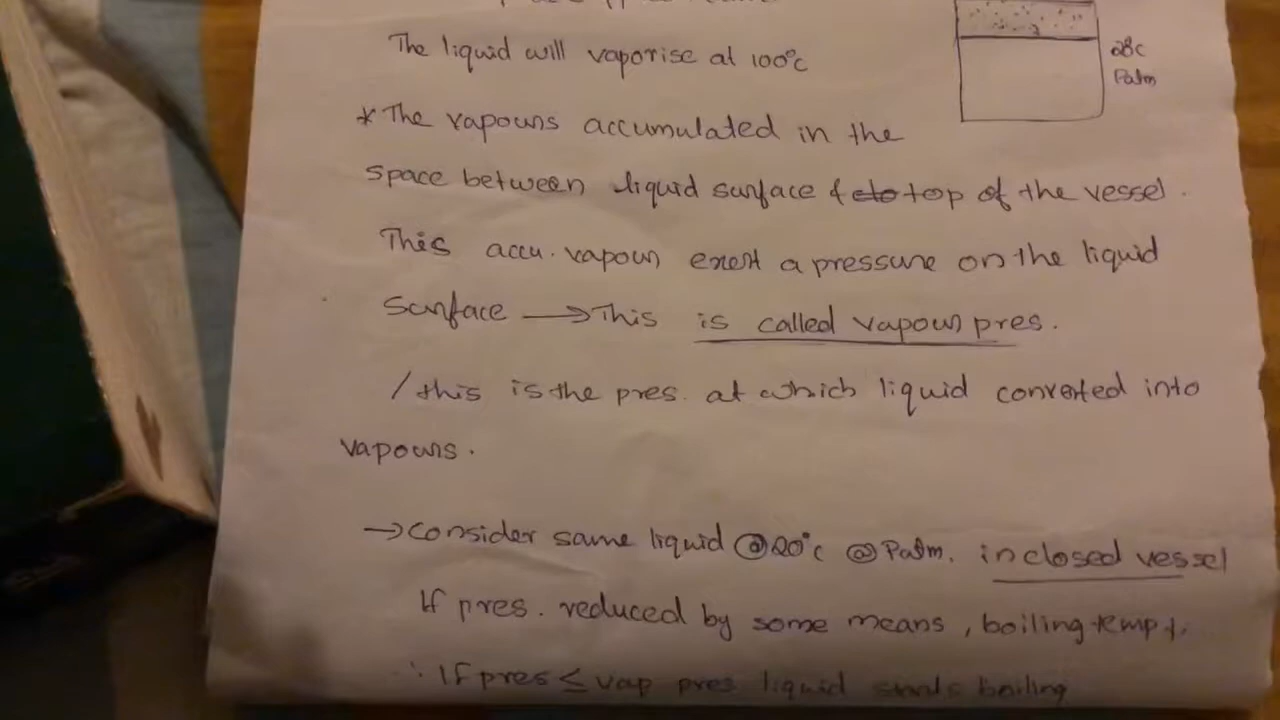 The liquid will vaporise at 100°c
28c
Patm
* The vapours accumulated in the
space between liquid surface & top of the vessel.
This accu. vapour exert a pressure on the liquid
surface → This is called vapour pres.
/ this is the pres. at which liquid converted into
vapours.
→ consider same liquid @20°c @Patm. in closed vessel
If pres. reduced by some means, boiling temp ↓.
∴ If pres ≤ vap pres liquid starts boiling